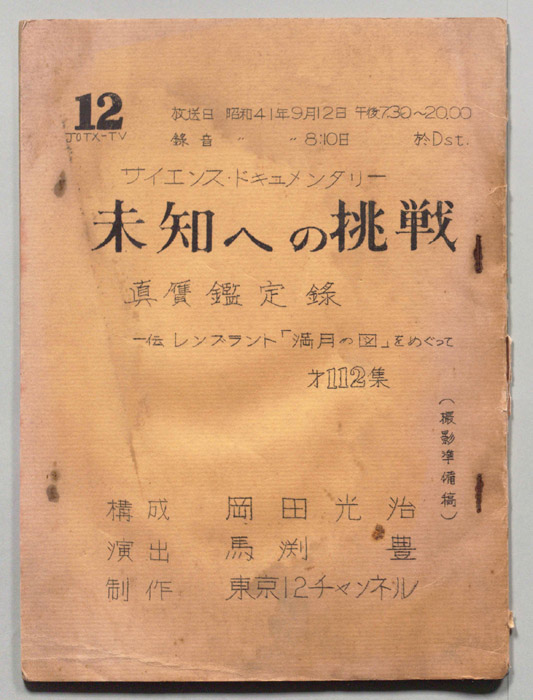 12
JOTX-TV
放送日 昭和41年9月12日 午後7.30~20.00
録音 〃 〃 8.10日 於Dst.
サイエンス・ドキュメンタリー
未知への挑戦
真贋鑑定録
一伝 レンブラント「満月の図」をめぐって
才112集
(撮影準備稿)
構成 岡田光治
演出 馬渕 豊
制作 東京12チャンネル